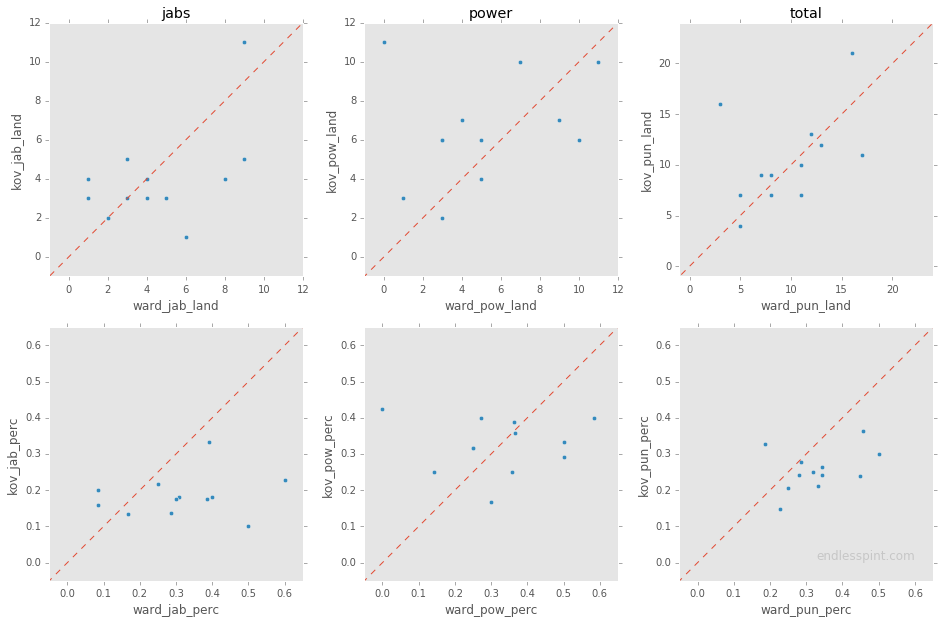 jabs
power
total
12
10
8
6
4
2
0
kov_jab_land
0 2 4 6 8 10 12
ward_jab_land
12
10
8
6
4
2
0
kov_pow_land
0 2 4 6 8 10 12
ward_pow_land
20
15
10
5
0
kov_pun_land
0 5 10 15 20
ward_pun_land
0.6
0.5
0.4
0.3
0.2
0.1
0.0
kov_jab_perc
0.0 0.1 0.2 0.3 0.4 0.5 0.6
ward_jab_perc
0.6
0.5
0.4
0.3
0.2
0.1
0.0
kov_pow_perc
0.0 0.1 0.2 0.3 0.4 0.5 0.6
ward_pow_perc
0.6
0.5
0.4
0.3
0.2
0.1
0.0
kov_pun_perc
endlesspint.com
0.0 0.1 0.2 0.3 0.4 0.5 0.6
ward_pun_perc